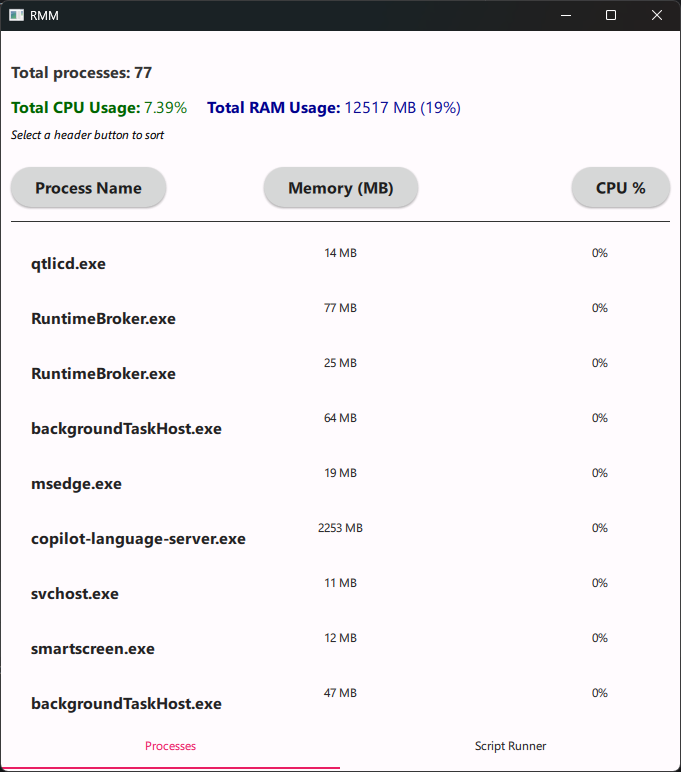 RMM
Total processes: 77
Total CPU Usage: 7.39% Total RAM Usage: 12517 MB (19%)
Select a header button to sort
Process Name Memory (MB) CPU %
qtlicd.exe 14 MB 0%
RuntimeBroker.exe 77 MB 0%
RuntimeBroker.exe 25 MB 0%
backgroundTaskHost.exe 64 MB 0%
msedge.exe 19 MB 0%
copilot-language-server.exe 2253 MB 0%
svchost.exe 11 MB 0%
smartscreen.exe 12 MB 0%
backgroundTaskHost.exe 47 MB 0%
Processes Script Runner